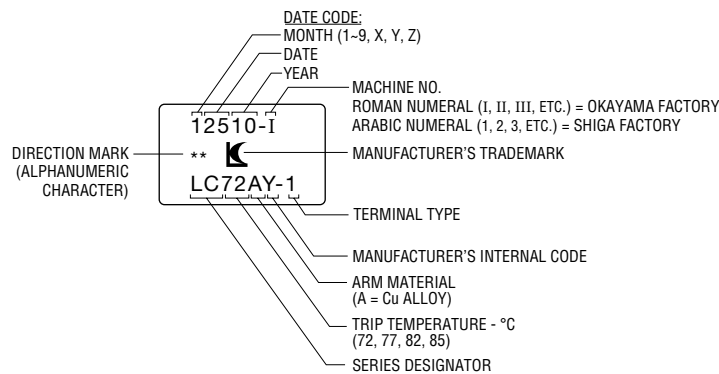 DATE CODE:
MONTH (1~9, X, Y, Z)
DATE
YEAR
MACHINE NO.
ROMAN NUMERAL (I, II, III, ETC.) = OKAYAMA FACTORY
ARABIC NUMERAL (1, 2, 3, ETC.) = SHIGA FACTORY
12510-I
DIRECTION MARK
(ALPHANUMERIC
CHARACTER)
**
MANUFACTURER'S TRADEMARK
LC72AY-1
TERMINAL TYPE
MANUFACTURER'S INTERNAL CODE
ARM MATERIAL
(A = Cu ALLOY)
TRIP TEMPERATURE - °C
(72, 77, 82, 85)
SERIES DESIGNATOR